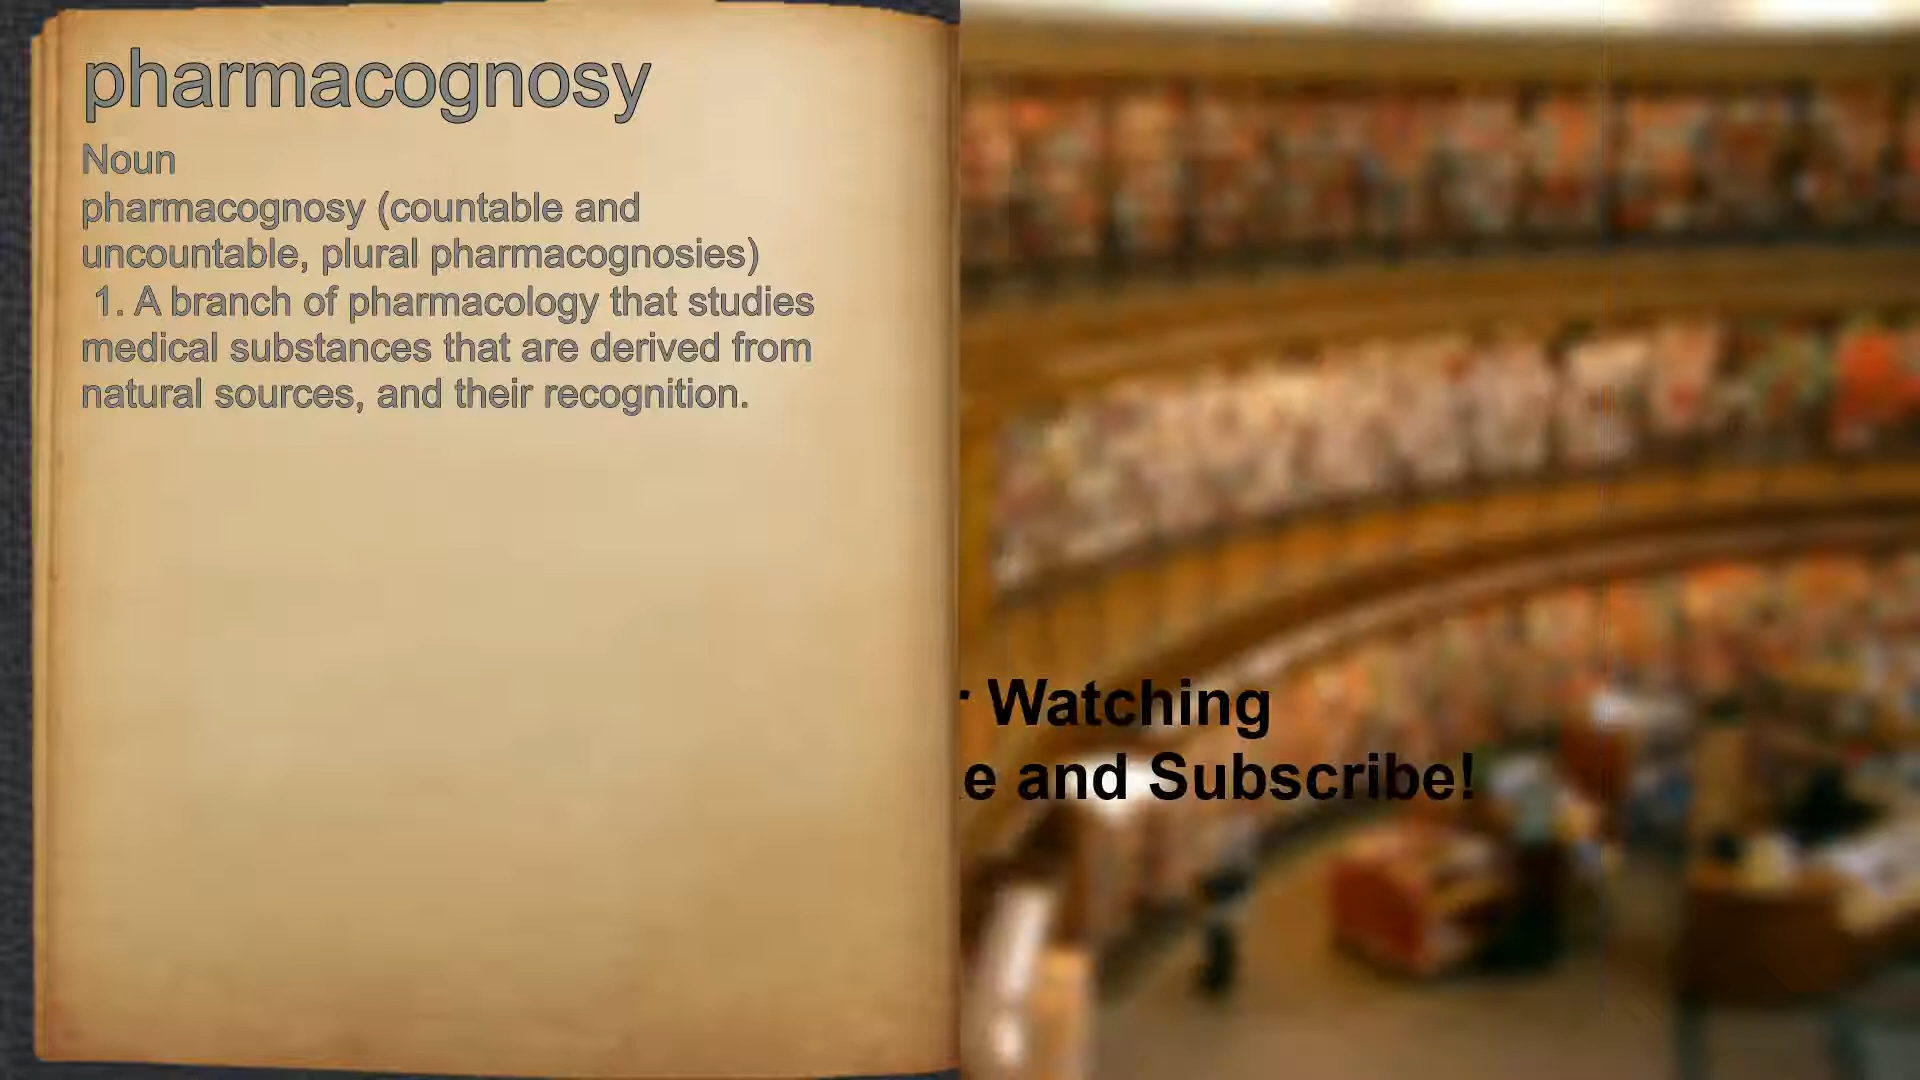 pharmacognosy
Noun
pharmacognosy (countable and
uncountable, plural pharmacognosies)
1. A branch of pharmacology that studies
medical substances that are derived from
natural sources, and their recognition.
Watching
and Subscribe!